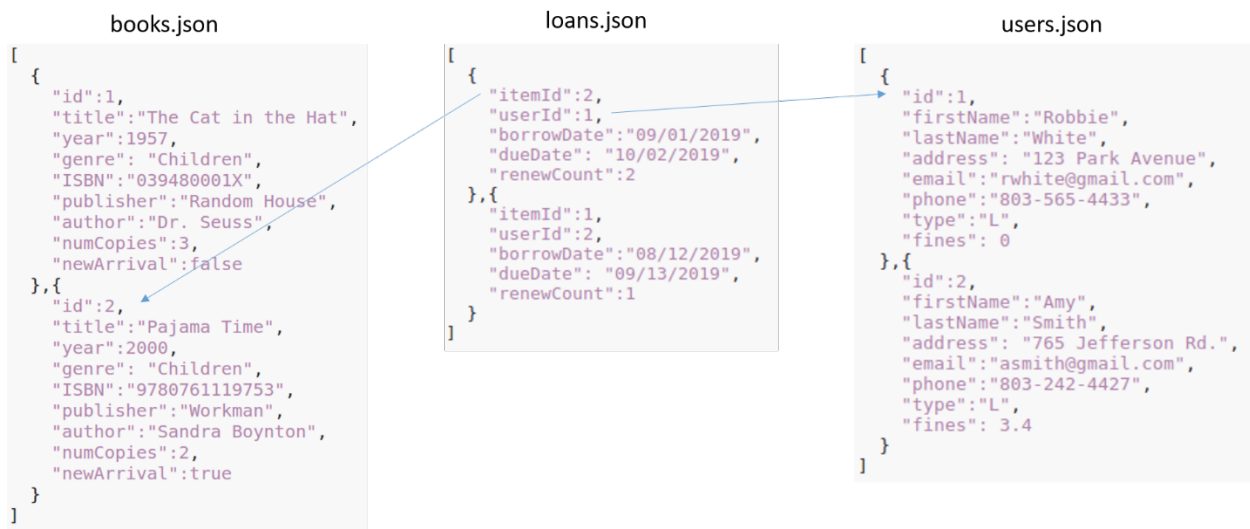 books.json
[
  {
    "id":1,
    "title":"The Cat in the Hat",
    "year":1957,
    "genre": "Children",
    "ISBN":"039480001X",
    "publisher":"Random House",
    "author":"Dr. Seuss",
    "numCopies":3,
    "newArrival":false
  },{
    "id":2,
    "title":"Pajama Time",
    "year":2000,
    "genre": "Children",
    "ISBN":"9780761119753",
    "publisher":"Workman",
    "author":"Sandra Boynton",
    "numCopies":2,
    "newArrival":true
  }
]
loans.json
[
  {
    "itemId":2,
    "userId":1,
    "borrowDate":"09/01/2019",
    "dueDate": "10/02/2019",
    "renewCount":2
  },{
    "itemId":1,
    "userId":2,
    "borrowDate":"08/12/2019",
    "dueDate": "09/13/2019",
    "renewCount":1
  }
]
users.json
[
  {
    "id":1,
    "firstName":"Robbie",
    "lastName":"White",
    "address": "123 Park Avenue",
    "email":"rwhite@gmail.com",
    "phone":"803-565-4433",
    "type":"L",
    "fines": 0
  },{
    "id":2,
    "firstName":"Amy",
    "lastName":"Smith",
    "address": "765 Jefferson Rd.",
    "email":"asmith@gmail.com",
    "phone":"803-242-4427",
    "type":"L",
    "fines": 3.4
  }
]